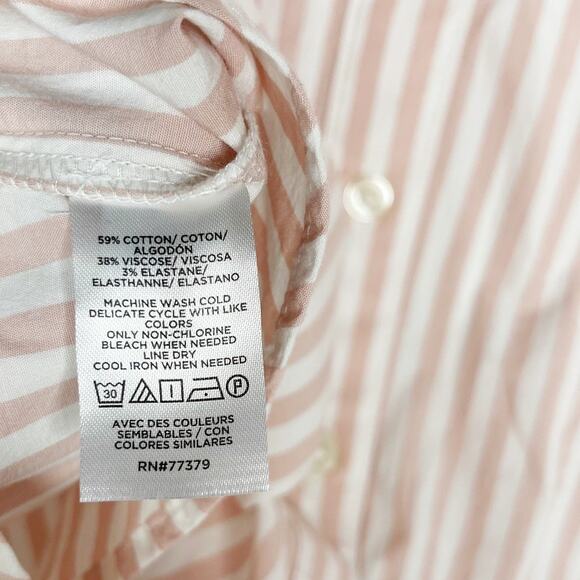 59% COTTON/ COTON/
ALGODÓN
38% VISCOSE/ VISCOSA
3% ELASTANE/
ELASTHANNE/ ELASTANO
MACHINE WASH COLD
DELICATE CYCLE WITH LIKE
COLORS
ONLY NON-CHLORINE
BLEACH WHEN NEEDED
LINE DRY
COOL IRON WHEN NEEDED
30 P
AVEC DES COULEURS
SEMBLABLES / CON
COLORES SIMILARES
RN#77379